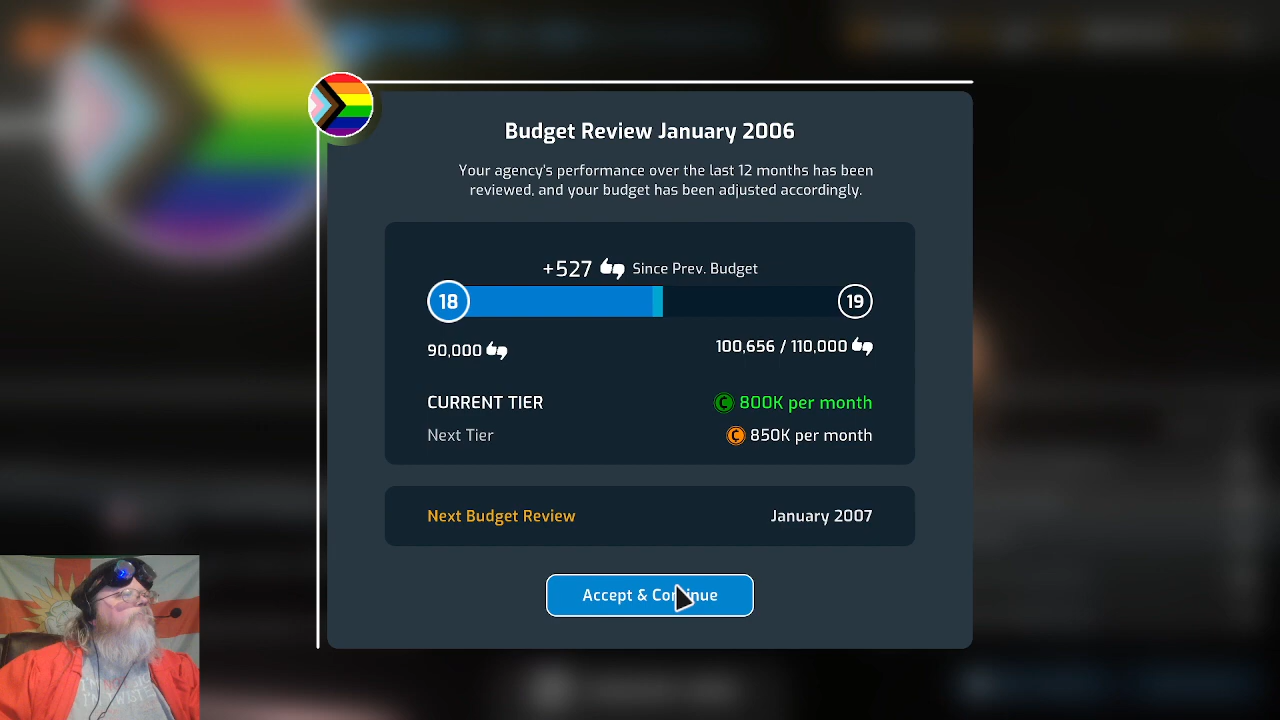 Budget Review January 2006
Your agency's performance over the last 12 months has been
reviewed, and your budget has been adjusted accordingly.
+527 Since Prev. Budget
18
19
90,000
100,656 / 110,000
CURRENT TIER
800K per month
Next Tier
850K per month
Next Budget Review
January 2007
Accept & Continue